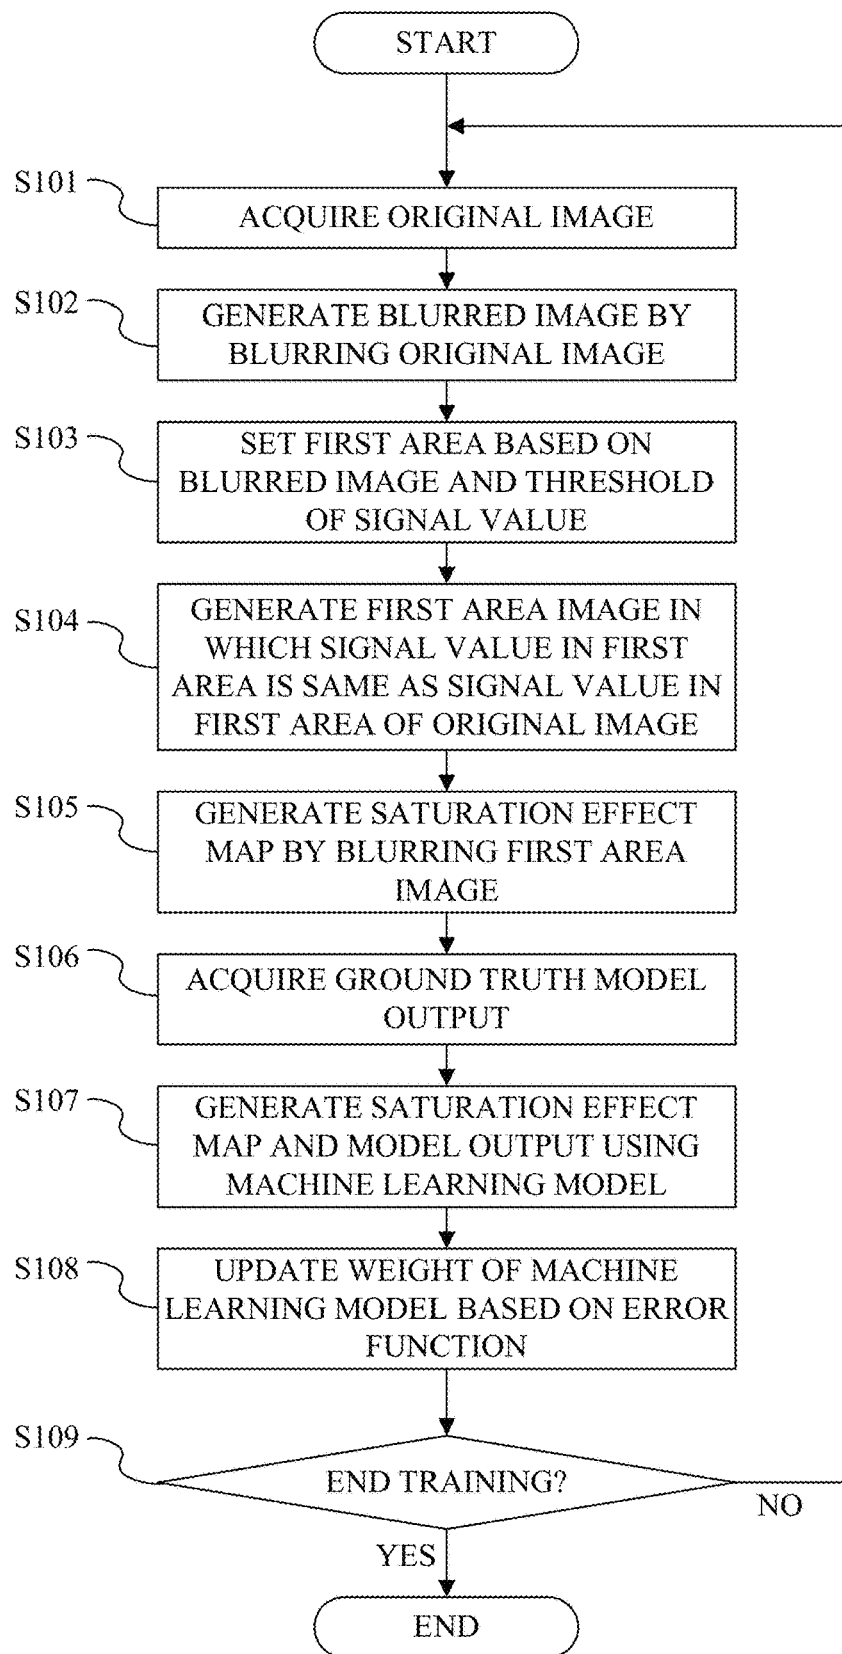 START
S101
ACQUIRE ORIGINAL IMAGE
S102
GENERATE BLURRED IMAGE BY
BLURRING ORIGINAL IMAGE
S103
SET FIRST AREA BASED ON
BLURRED IMAGE AND THRESHOLD
OF SIGNAL VALUE
S104
GENERATE FIRST AREA IMAGE IN
WHICH SIGNAL VALUE IN FIRST
AREA IS SAME AS SIGNAL VALUE IN
FIRST AREA OF ORIGINAL IMAGE
S105
GENERATE SATURATION EFFECT
MAP BY BLURRING FIRST AREA
IMAGE
S106
ACQUIRE GROUND TRUTH MODEL
OUTPUT
S107
GENERATE SATURATION EFFECT
MAP AND MODEL OUTPUT USING
MACHINE LEARNING MODEL
S108
UPDATE WEIGHT OF MACHINE
LEARNING MODEL BASED ON ERROR
FUNCTION
S109
END TRAINING?
NO
YES
END